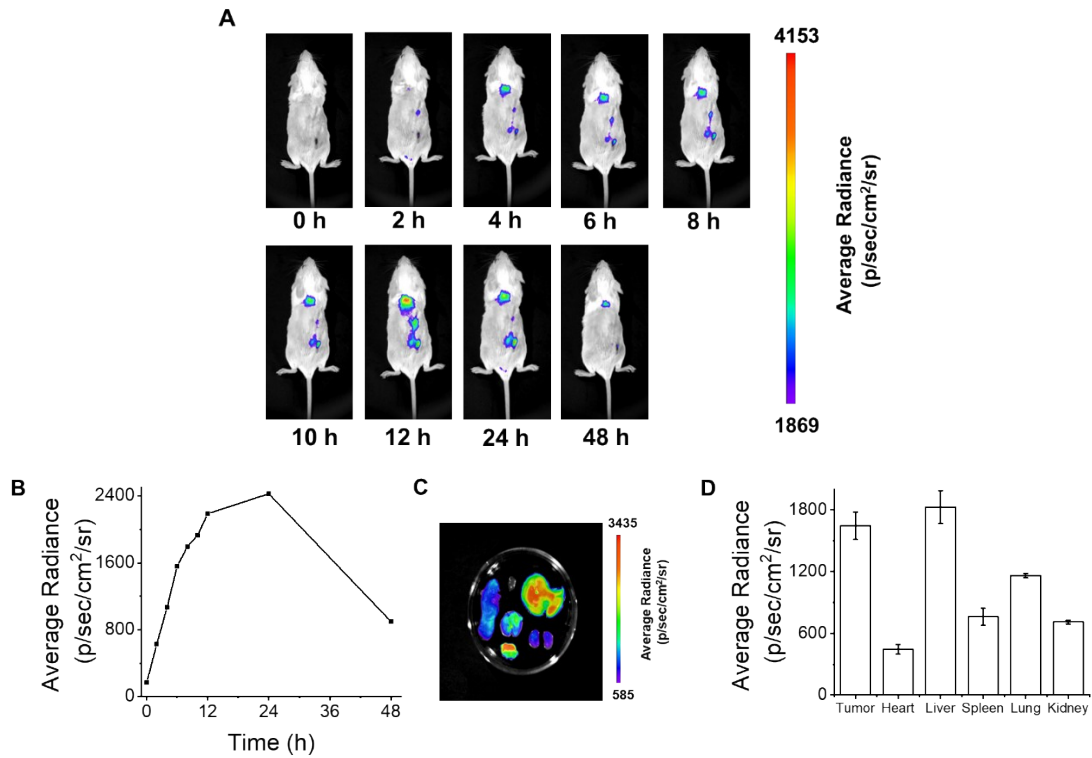 A
0 h
2 h
4 h
6 h
8 h
10 h
12 h
24 h
48 h
4153
1869
Average Radiance
(p/sec/cm²/sr)
B
Average Radiance
(p/sec/cm²/sr)
2400
1600
800
0
0
12
24
36
48
Time (h)
C
3435
585
Average Radiance
(p/sec/cm²/sr)
D
Average Radiance
(p/sec/cm²/sr)
1800
1200
600
0
Tumor
Heart
Liver
Spleen
Lung
Kidney